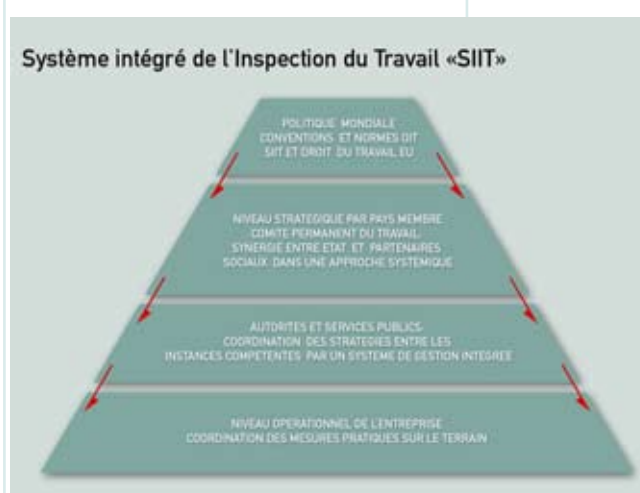 Système intégré de l'Inspection du Travail «SIIT»
POLITIQUE MONDIALE
CONVENTIONS ET NORMES OIT
SIIT ET DROIT DU TRAVAIL EU
NIVEAU STRATEGIQUE PAR PAYS MEMBRE
COMITE PERMANENT DU TRAVAIL
SYNERGIE ENTRE ETAT ET PARTENAIRES
SOCIAUX DANS UNE APPROCHE SYSTEMIQUE
AUTORITES ET SERVICES PUBLICS
COORDINATION DES STRATEGIES ENTRE LES
INSTANCES COMPETENTES PAR UN SYSTEME DE GESTION INTEGREE
NIVEAU OPERATIONNEL DE L'ENTREPRISE
COORDINATION DES MESURES PRATIQUES SUR LE TERRAIN